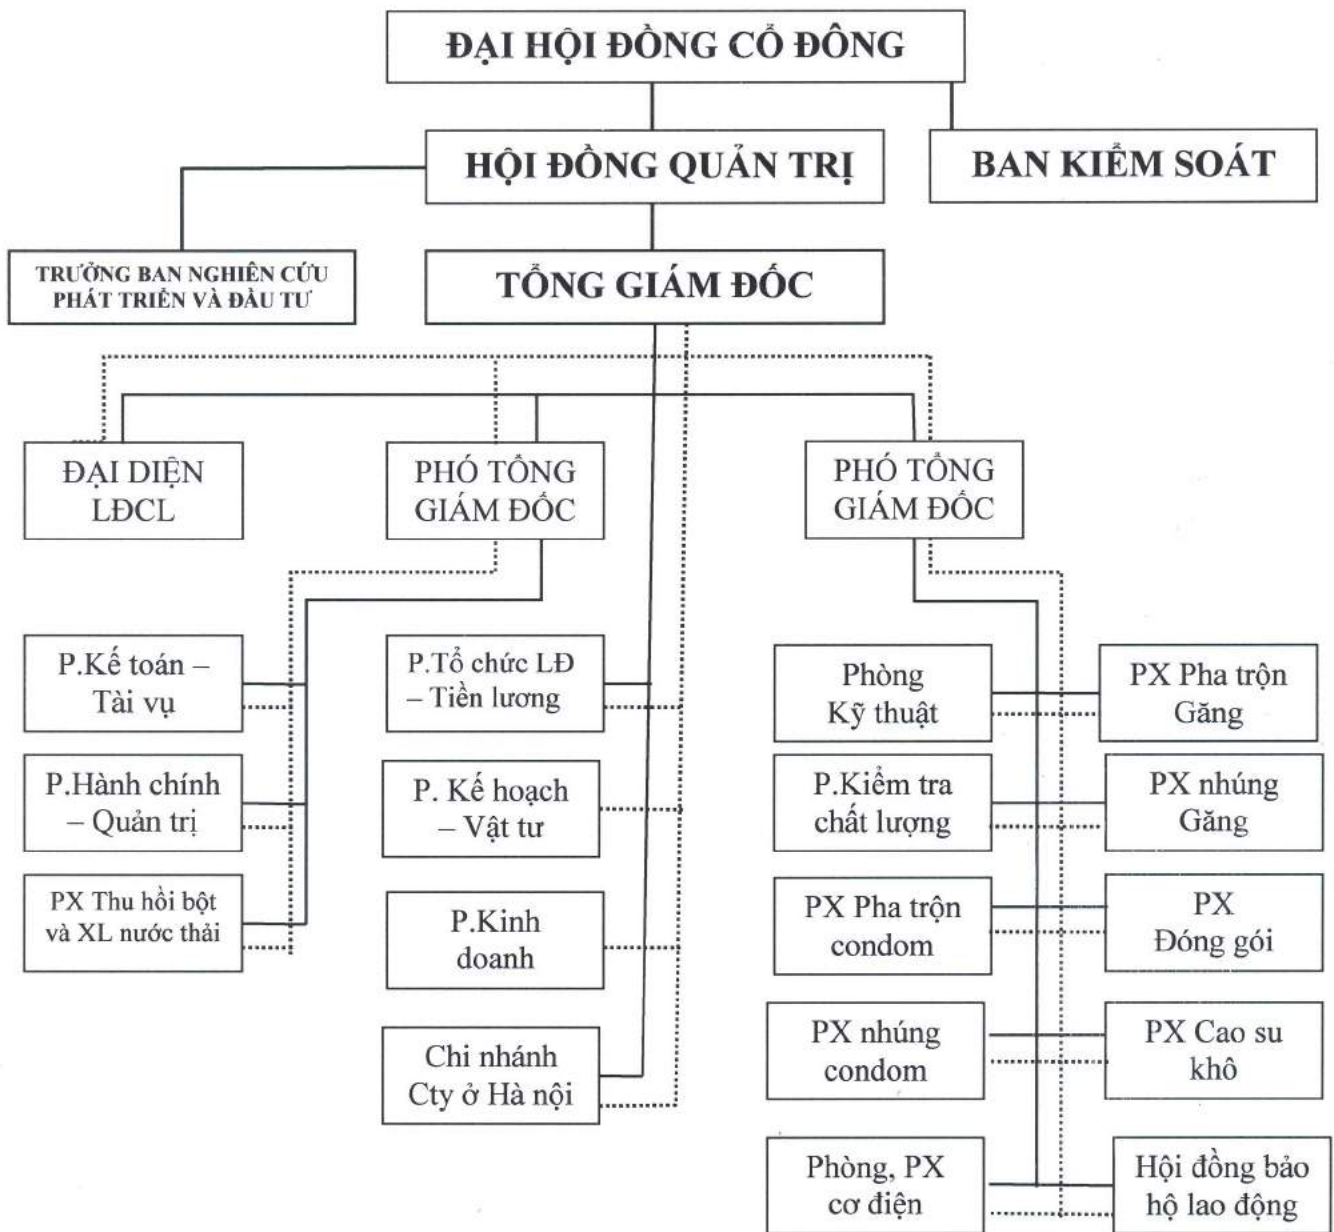 ĐẠI HỘI ĐỒNG CỔ ĐÔNG
HỘI ĐỒNG QUẢN TRỊ
BAN KIỂM SOÁT
TRƯỞNG BAN NGHIÊN CỨU
PHÁT TRIỂN VÀ ĐẦU TƯ
TỔNG GIÁM ĐỐC
ĐẠI DIỆN
LĐCL
PHÓ TỔNG
GIÁM ĐỐC
PHÓ TỔNG
GIÁM ĐỐC
P.Kế toán –
Tài vụ
P.Hành chính
– Quản trị
PX Thu hồi bột
và XL nước thải
P.Tổ chức LĐ
– Tiền lương
P. Kế hoạch
– Vật tư
P.Kinh
doanh
Chi nhánh
Cty ở Hà nội
Phòng
Kỹ thuật
PX Pha trộn
Găng
P.Kiểm tra
chất lượng
PX nhúng
Găng
PX Pha trộn
condom
PX
Đóng gói
PX nhúng
condom
PX Cao su
khô
Phòng, PX
cơ điện
Hội đồng bảo
hộ lao động